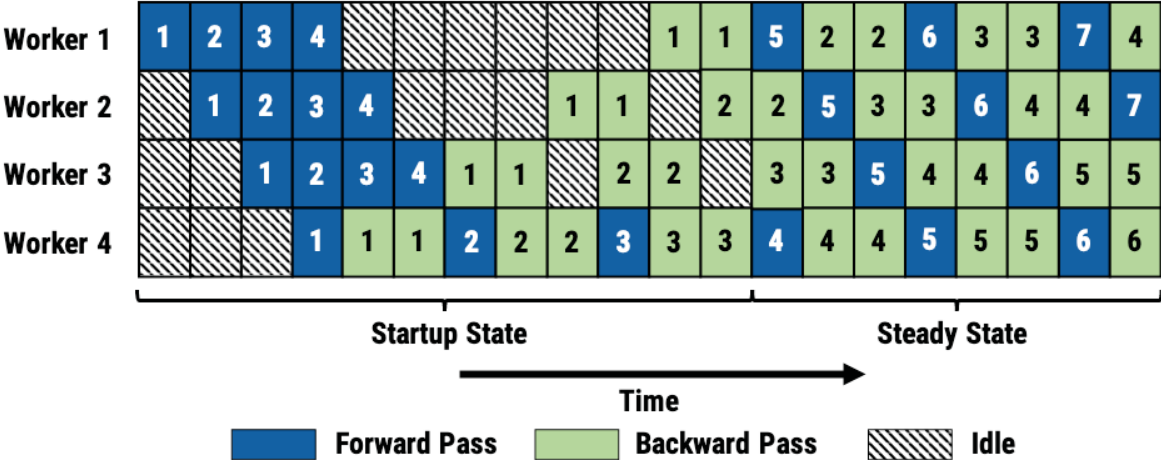 Worker 1 1 2 3 4 1 1 5 2 2 6 3 3 7 4
Worker 2 1 2 3 4 1 1 2 2 5 3 3 6 4 4 7
Worker 3 1 2 3 4 1 1 2 2 3 3 5 4 4 6 5 5
Worker 4 1 1 1 2 2 2 3 3 3 4 4 4 5 5 5 6 6
Startup State Steady State
Time
Forward Pass Backward Pass Idle